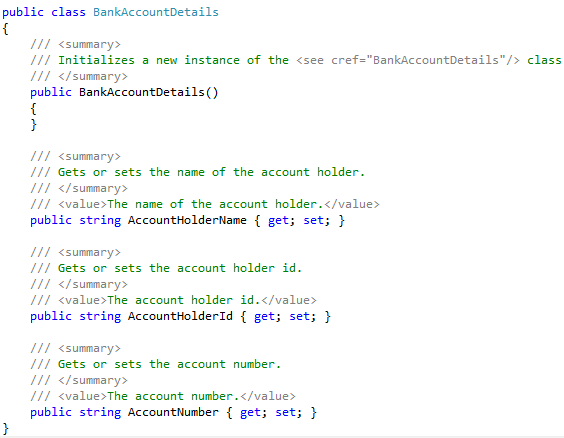 public class BankAccountDetails
{
/// <summary>
/// Initializes a new instance of the <see cref="BankAccountDetails"/> class
/// </summary>
public BankAccountDetails()
{
}
/// <summary>
/// Gets or sets the name of the account holder.
/// </summary>
/// <value>The name of the account holder.</value>
public string AccountHolderName { get; set; }
/// <summary>
/// Gets or sets the account holder id.
/// </summary>
/// <value>The account holder id.</value>
public string AccountHolderId { get; set; }
/// <summary>
/// Gets or sets the account number.
/// </summary>
/// <value>The account number.</value>
public string AccountNumber { get; set; }
}